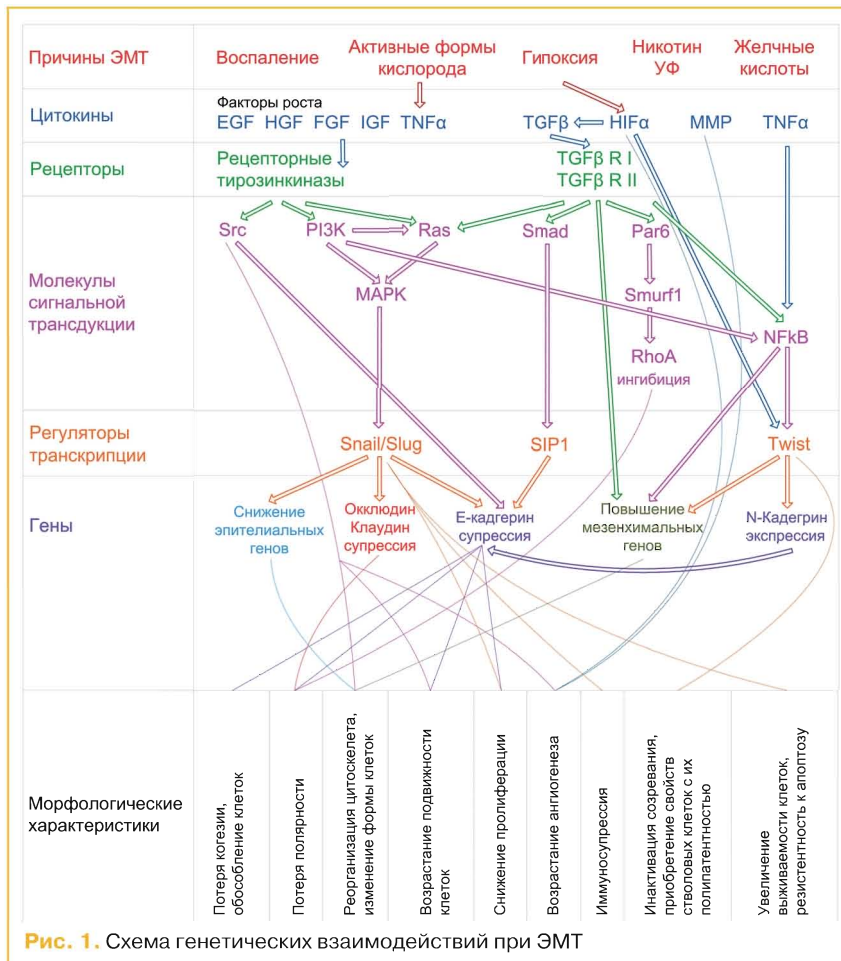 Причины ЭМТ
Воспаление
Активные формы
кислорода
Гипоксия
Никотин
УФ
Желчные
кислоты
Цитокины
Факторы роста
EGF HGF FGF IGF TNFα
TGFβ
HIFα
MMP
TNFα
Рецепторы
Рецепторные
тирозинкиназы
TGFβ R I
TGFβ R II
Молекулы
сигнальной
трансдукции
Src
PI3K
Ras
Smad
Par6
MAPK
Smurf1
NFkB
RhoA
ингибиция
Регуляторы
транскрипции
Snail/Slug
SIP1
Twist
Гены
Снижение
эпителиальных
генов
Окклюдин
Клаудин
супрессия
Е-кадгерин
супрессия
Повышение
мезенхимальных
генов
N-Кадегрин
экспрессия
Морфологические
характеристики
Потеря когезии,
обособление клеток
Потеря полярности
Реорганизация цитоскелета,
изменение формы клеток
Возрастание подвижности
клеток
Снижение пролиферации
Возрастание ангиогенеза
Иммуносупрессия
Инактивация созревания,
приобретение свойств
стволовых клеток с их
полипатентностью
Увеличение
выживаемости клеток,
резистентность к апоптозу
Рис. 1. Схема генетических взаимодействий при ЭМТ